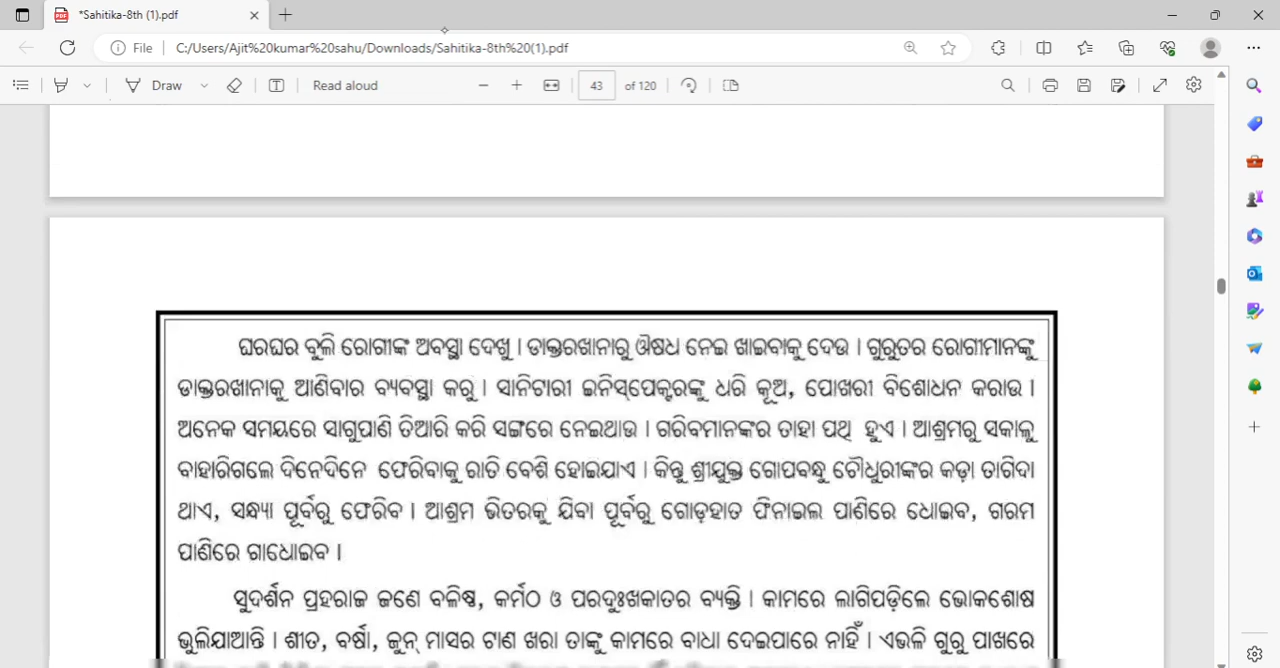 *Sahitika-8th (1).pdf
File C:/Users/Ajit%20kumar%20sahu/Downloads/Sahitika-8th%20(1).pdf
Draw Read aloud 43 of 120
ଘରଘର ବୁଲି ରୋଗୀଙ୍କ ଅବସ୍ଥା ଦେଖୁ । ଡାକ୍ତରଖାନାରୁ ଔଷଧ ନେଇ ଖାଇବାକୁ ଦେଉ । ଗୁରୁତର ରୋଗୀମାନଙ୍କୁ
ଡାକ୍ତରଖାନାକୁ ଆଣିବାର ବ୍ୟବସ୍ଥା କରୁ । ସାନିଟାରୀ ଇନିସ୍‌ପେକ୍ଟରଙ୍କୁ ଧରି କୂଅ, ପୋଖରୀ ବିଶୋଧନ କରାଉ ।
ଅନେକ ସମୟରେ ସାଗୁପାଣି ତିଆରି କରି ସଙ୍ଗରେ ନେଇଥାଉ । ଗରିବମାନଙ୍କର ତାହା ପଥି ହୁଏ । ଆଶ୍ରମରୁ ସକାଳୁ
ବାହାରିଗଲେ ଦିନେଦିନେ ଫେରିବାକୁ ରାତି ବେଶି ହୋଇଯାଏ । କିନ୍ତୁ ଶ୍ରୀଯୁକ୍ତ ଗୋପବନ୍ଧୁ ଚୌଧୁରୀଙ୍କର କଡ଼ା ତାଗିଦା
ଥାଏ, ସନ୍ଧ୍ୟା ପୂର୍ବରୁ ଫେରିବ । ଆଶ୍ରମ ଭିତରକୁ ଯିବା ପୂର୍ବରୁ ଗୋଡ଼ହାତ ଫିନାଇଲ ପାଣିରେ ଧୋଇବ, ଗରମ
ପାଣିରେ ଗାଧୋଇବ ।
ସୁଦର୍ଶନ ପ୍ରହରାଜ ଜଣେ ବଳିଷ୍ଠ, କର୍ମଠ ଓ ପରଦୁଃଖକାତର ବ୍ୟକ୍ତି । କାମରେ ଲାଗିପଡ଼ିଲେ ଭୋକଶୋଷ
ଭୁଲିଯାଆନ୍ତି । ଶୀତ, ବର୍ଷା, ଜୁନ୍ ମାସର ଟାଣ ଖରା ତାଙ୍କୁ କାମରେ ବାଧା ଦେଇପାରେ ନାହିଁ । ଏଭଳି ଗୁରୁ ପାଖରେ